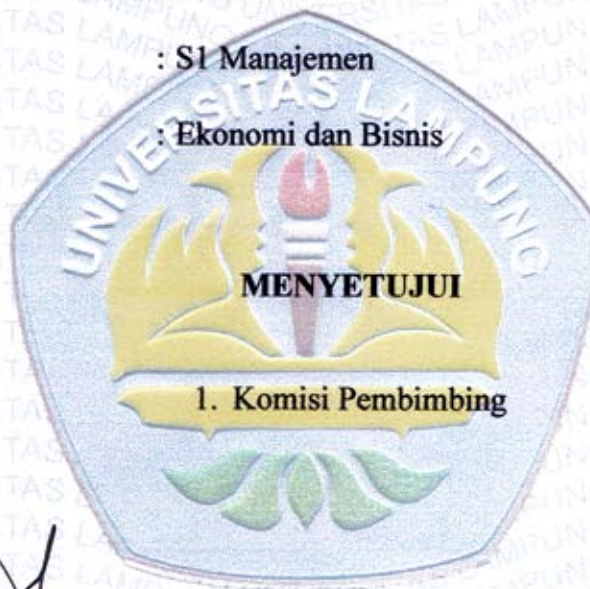 : S1 Manajemen
: Ekonomi dan Bisnis
UNIVERSITAS LAMPUNG
MENYETUJUI
1. Komisi Pembimbing